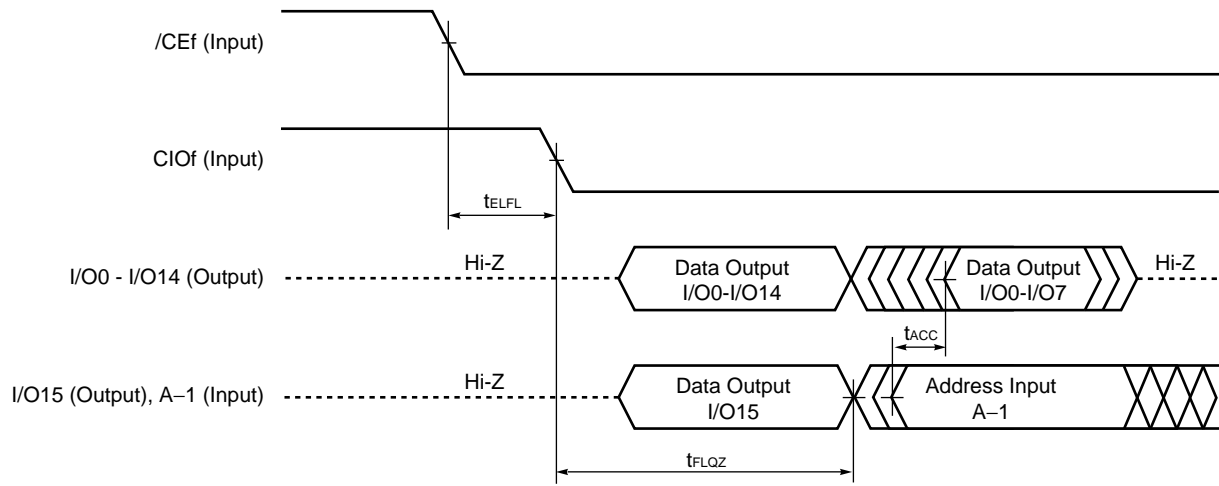 /CEf (Input)
CIOf (Input)
tELFL
I/O0 - I/O14 (Output)
Hi-Z
Data Output
I/O0-I/O14
Data Output
I/O0-I/O7
Hi-Z
tACC
I/O15 (Output), A−1 (Input)
Hi-Z
Data Output
I/O15
Address Input
A−1
tFLQZ